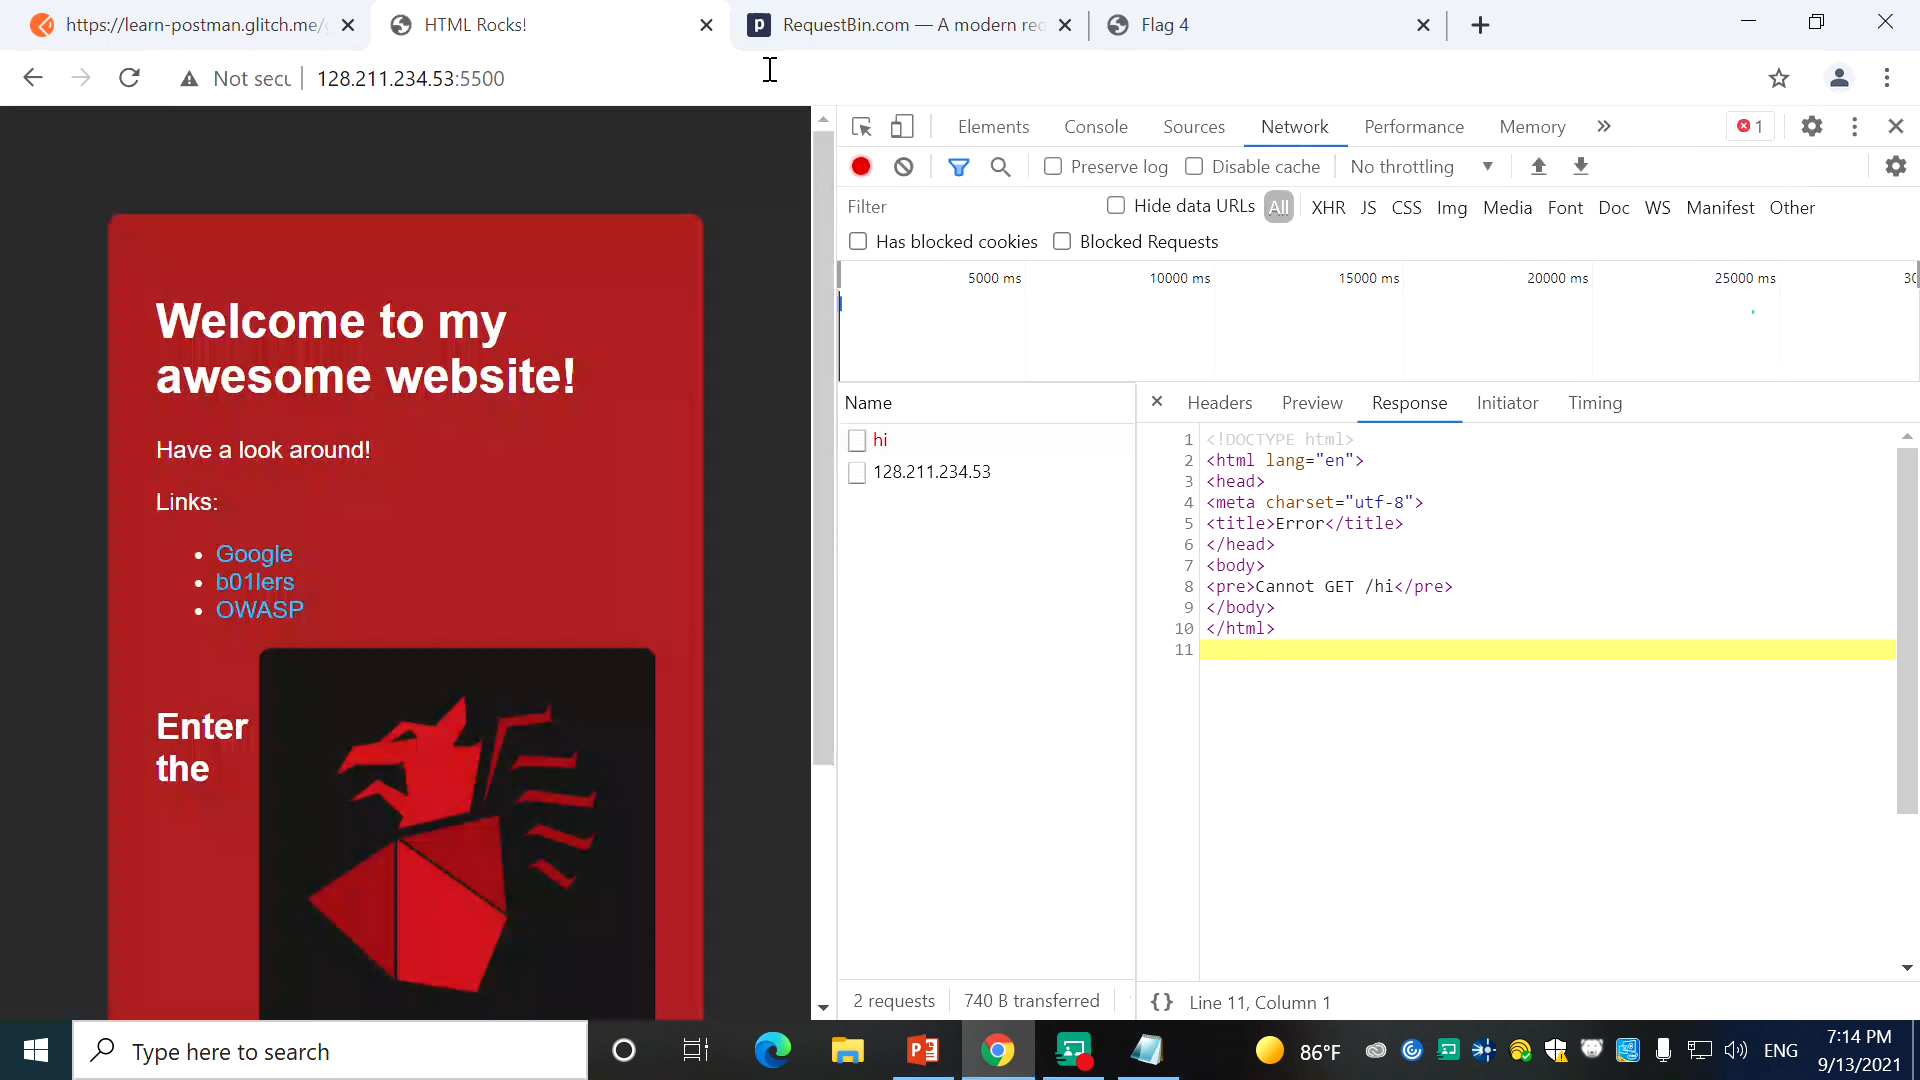 https://learn-postman.glitch.me/
HTML Rocks!
RequestBin.com — A modern rec
Flag 4
Not secu
128.211.234.53:5500
Elements
Console
Sources
Network
Performance
Memory
1
Preserve log
Disable cache
No throttling
Filter
Hide data URLs
All
XHR
JS
CSS
Img
Media
Font
Doc
WS
Manifest
Other
Has blocked cookies
Blocked Requests
5000 ms
10000 ms
15000 ms
20000 ms
25000 ms
Name
hi
128.211.234.53
Headers
Preview
Response
Initiator
Timing
1 <!DOCTYPE html>
2 <html lang="en">
3 <head>
4 <meta charset="utf-8">
5 <title>Error</title>
6 </head>
7 <body>
8 <pre>Cannot GET /hi</pre>
9 </body>
10 </html>
11
2 requests
740 B transferred
{ } Line 11, Column 1
Welcome to my
awesome website!
Have a look around!
Links:
Google
b01lers
OWASP
Enter
the
Type here to search
86°F
ENG
7:14 PM
9/13/2021